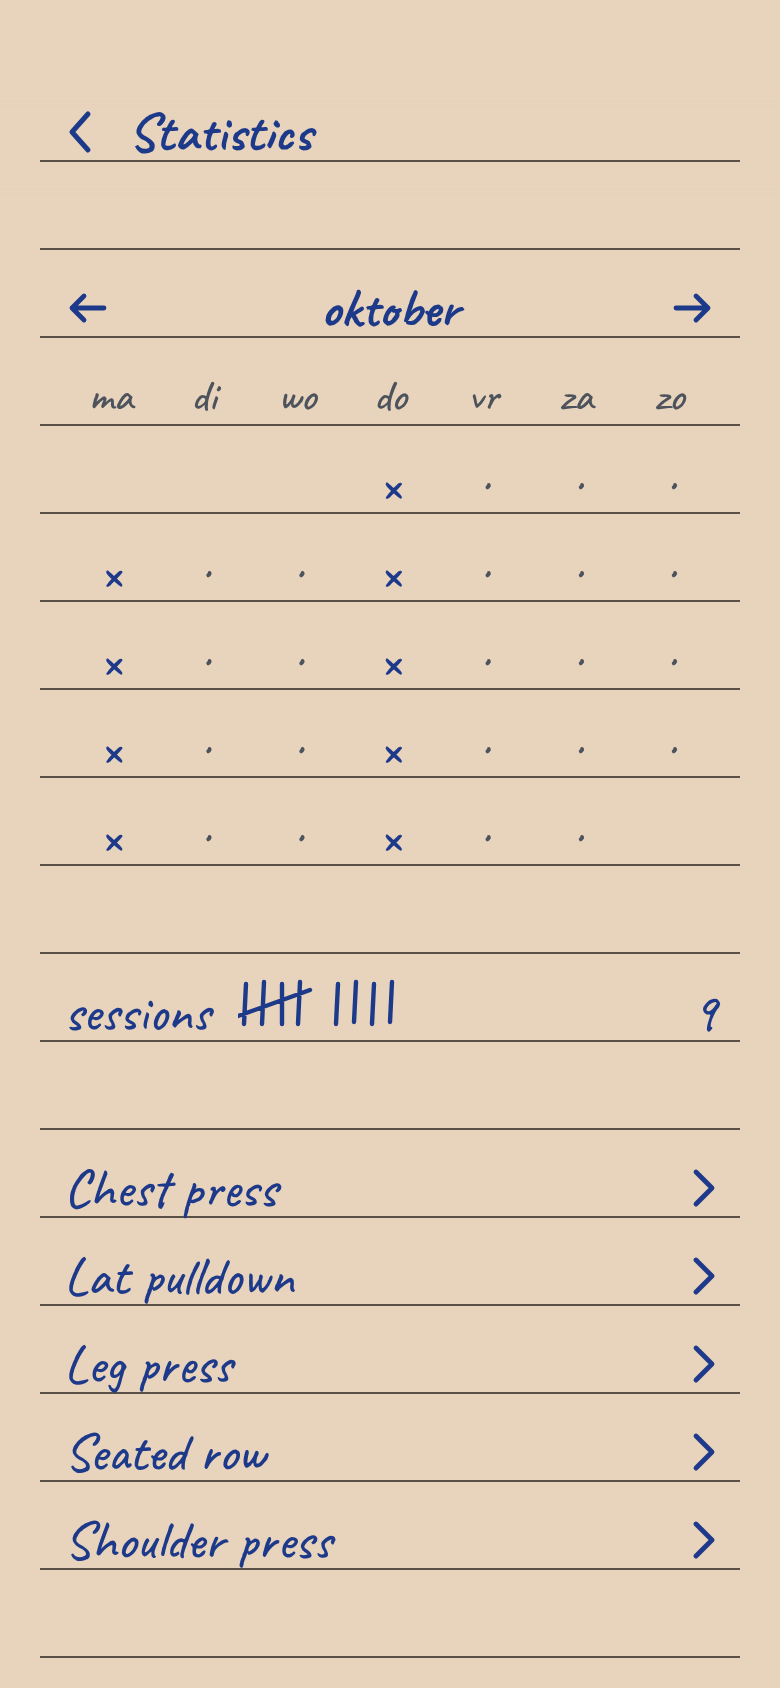 Statistics
oktober
ma di wo do vr za zo
× · · ·
× · · × · · ·
× · · × · · ·
× · · × · · ·
× · · × · ·
sessions 9
Chest press
Lat pulldown
Leg press
Seated row
Shoulder press